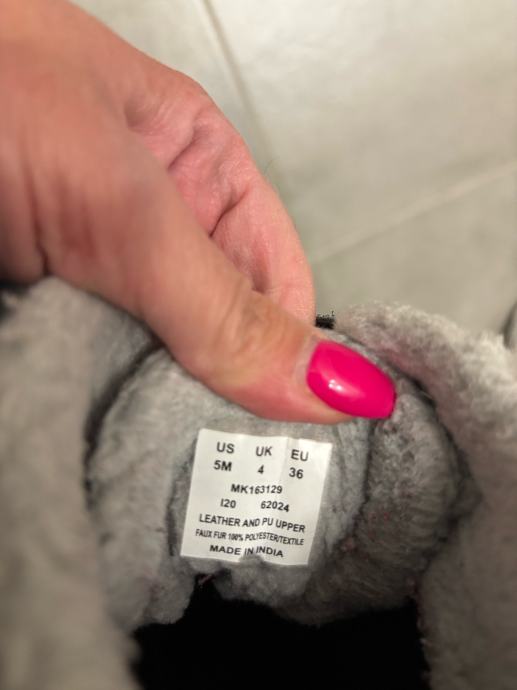 US UK EU
5M 4 36
MK163129
I20 62024
LEATHER AND PU UPPER
FAUX FUR 100% POLYESTER/TEXTILE
MADE IN INDIA